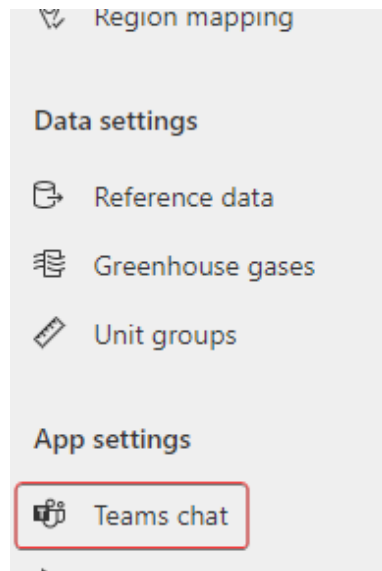 Region mapping
Data settings
Reference data
Greenhouse gases
Unit groups
App settings
Teams chat